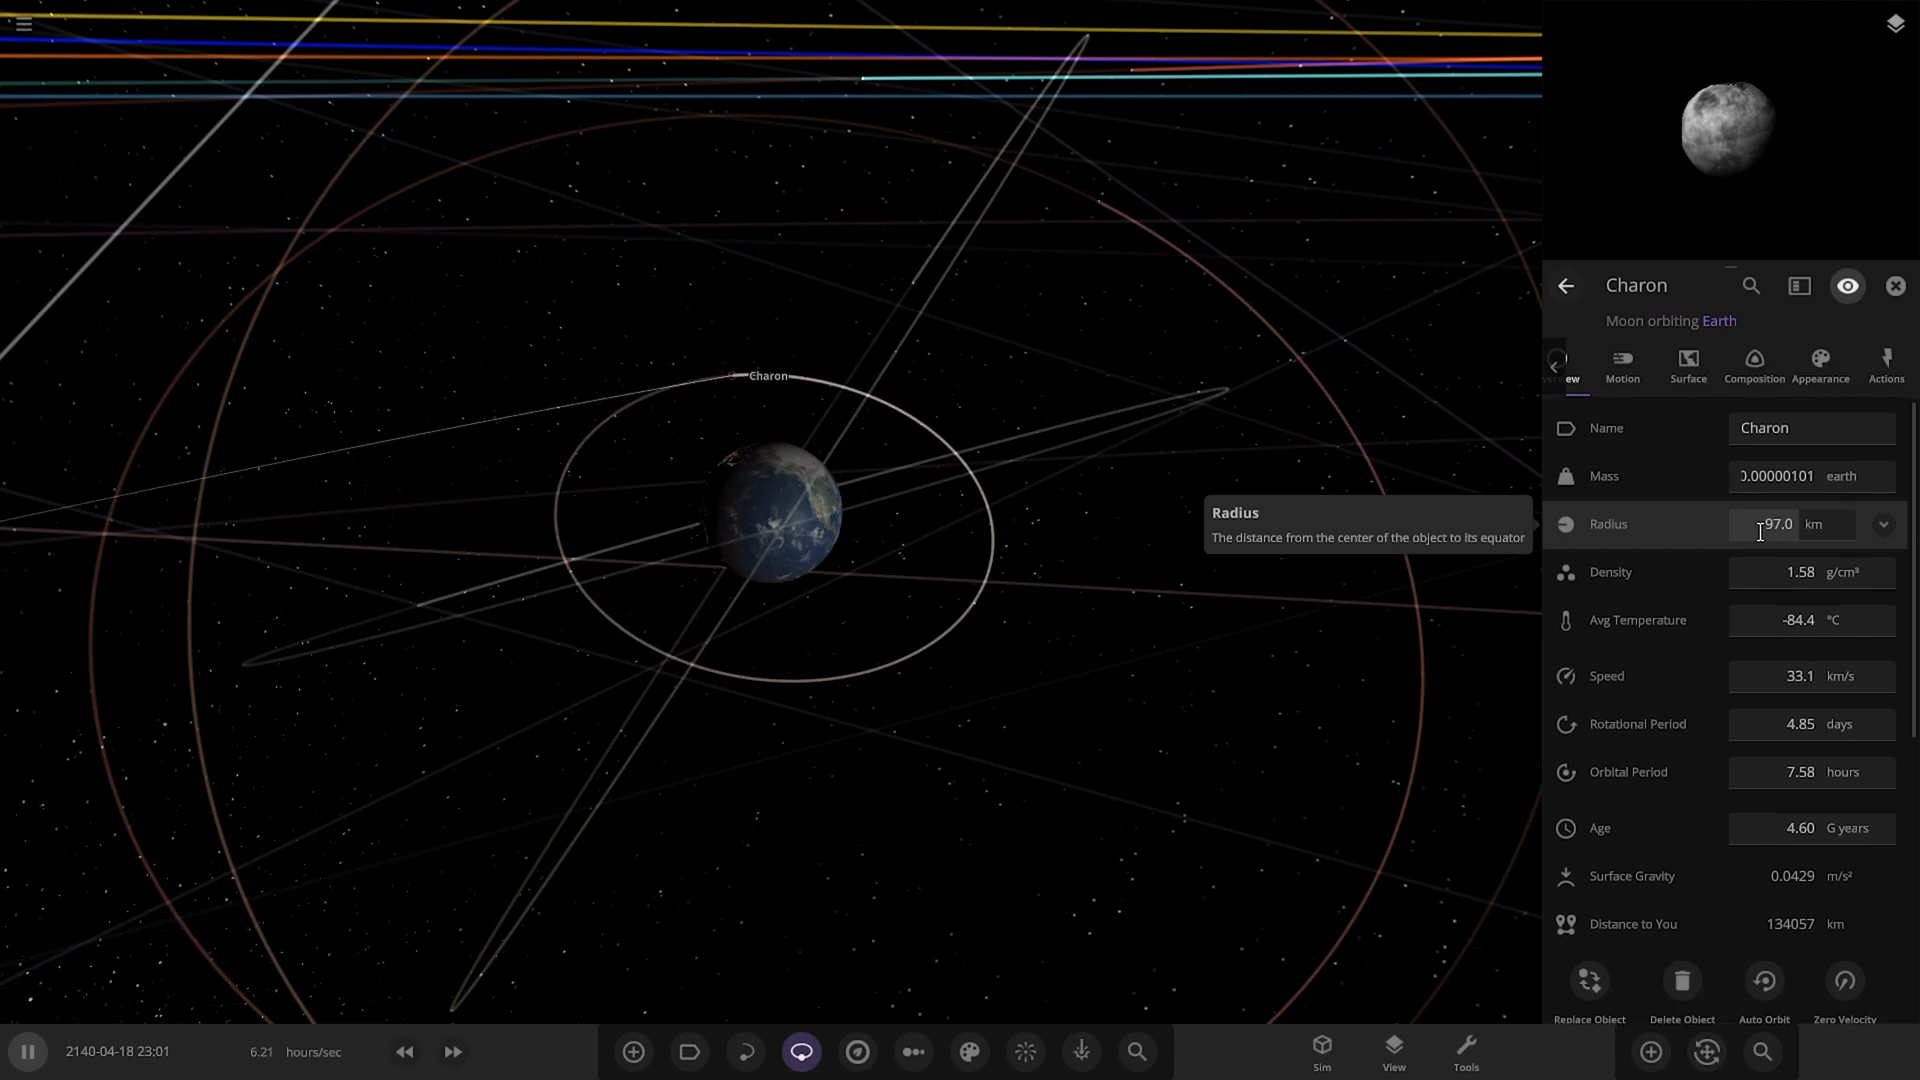 Charon
Moon orbiting Earth
Motion
Surface
Composition
Appearance
Actions
Name
Charon
Mass
0.00000101 earth
Radius
97.0 km
Density
1.58 g/cm³
Avg Temperature
-84.4 °C
Speed
33.1 km/s
Rotational Period
4.85 days
Orbital Period
7.58 hours
Age
4.60 G years
Surface Gravity
0.0429 m/s²
Distance to You
134057 km
Replace Object
Delete Object
Auto Orbit
Zero Velocity
Charon
Radius
The distance from the center of the object to its equator
2140-04-18 23:01
6.21 hours/sec
Sim
View
Tools